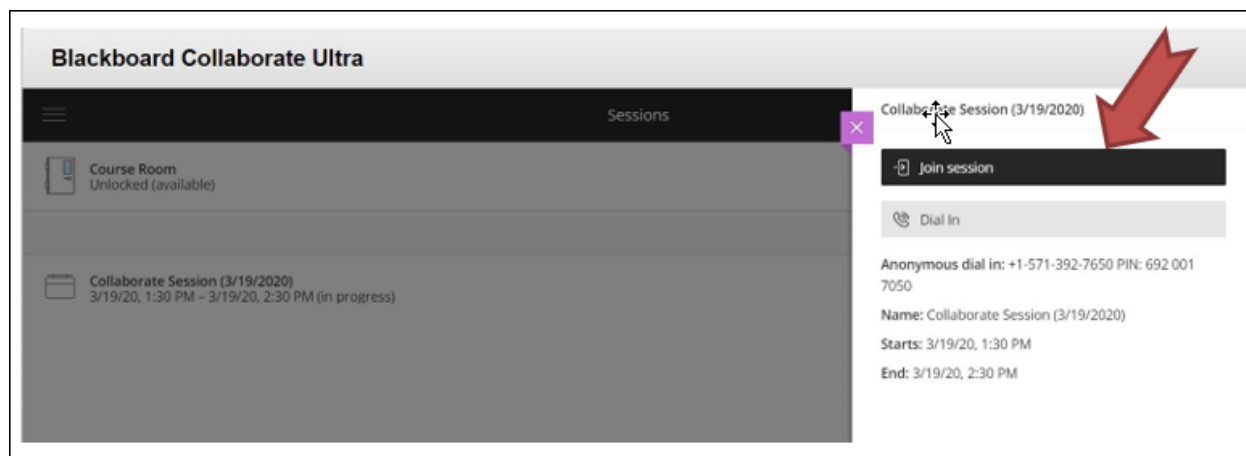 Blackboard Collaborate Ultra
Sessions
Course Room
Unlocked (available)
Collaborate Session (3/19/2020)
3/19/20, 1:30 PM – 3/19/20, 2:30 PM (in progress)
Collaborate Session (3/19/2020)
Join session
Dial In
Anonymous dial in: +1-571-392-7650 PIN: 692 001
7050
Name: Collaborate Session (3/19/2020)
Starts: 3/19/20, 1:30 PM
End: 3/19/20, 2:30 PM